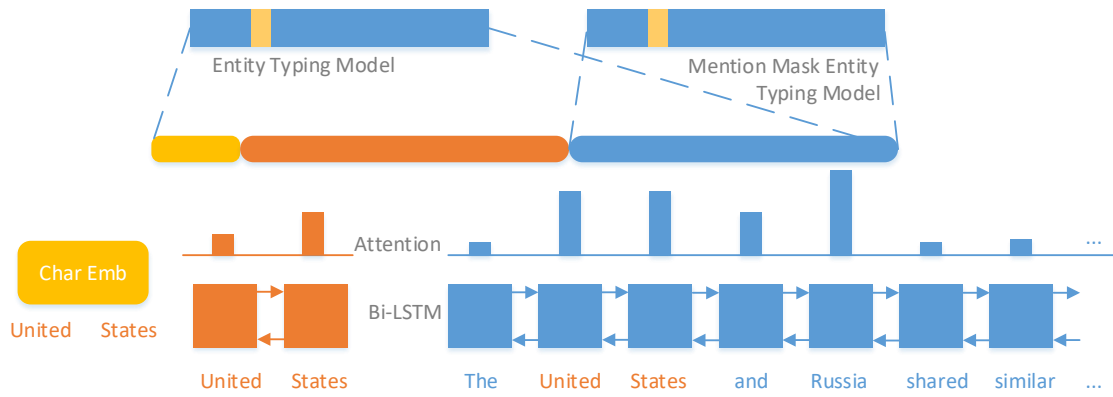 Entity Typing Model
Mention Mask Entity
Typing Model
Attention
...
Char Emb
Bi-LSTM
United States
United States
The United States and Russia shared similar ...